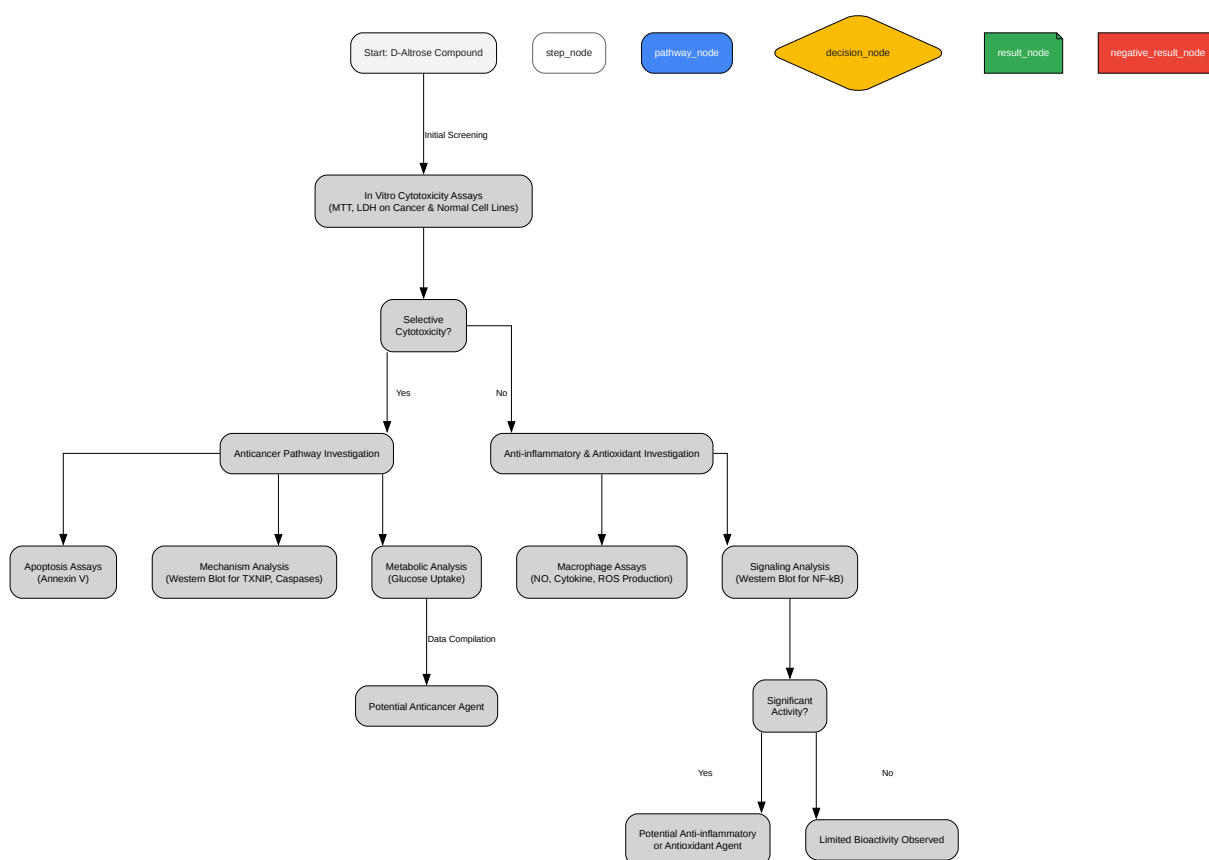 Start: D-Altrose Compound
step_node
pathway_node
decision_node
result_node
negative_result_node
Initial Screening
In Vitro Cytotoxicity Assays
(MTT, LDH on Cancer & Normal Cell Lines)
Selective
Cytotoxicity?
Yes
No
Anticancer Pathway Investigation
Anti-inflammatory & Antioxidant Investigation
Apoptosis Assays
(Annexin V)
Mechanism Analysis
(Western Blot for TXNIP, Caspases)
Metabolic Analysis
(Glucose Uptake)
Macrophage Assays
(NO, Cytokine, ROS Production)
Signaling Analysis
(Western Blot for NF-kB)
Data Compilation
Potential Anticancer Agent
Significant
Activity?
Yes
No
Potential Anti-inflammatory
or Antioxidant Agent
Limited Bioactivity Observed